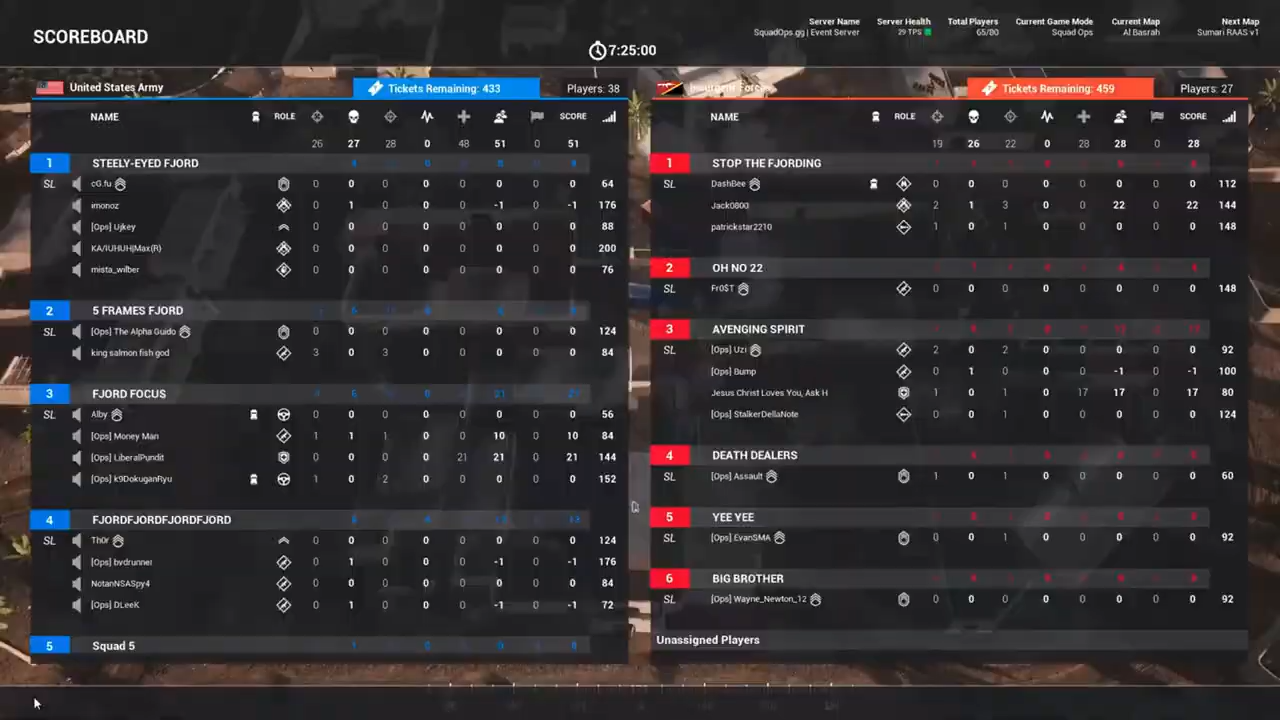 SCOREBOARD
Server Name Server Health Total Players Current Game Mode Current Map Next Map
SquadOps.gg | Event Server 29 TPS 65/80 Squad Ops Al Basrah Sumari RAAS v1
7:25:00
United States Army Tickets Remaining: 433 Players: 38
NAME ROLE SCORE
26 27 28 0 48 51 0 51
1 STEELY-EYED FJORD
SL cG.fu 0 0 0 0 0 0 0 0 64
imonoz 0 1 0 0 0 -1 0 -1 176
[Ops] Ujkey 0 0 0 0 0 0 0 0 88
KA/IUHUH|Max(R) 0 0 0 0 0 0 0 0 200
mista_wilber 0 0 0 0 0 0 0 0 76
2 5 FRAMES FJORD
SL [Ops] The Alpha Guido 0 0 0 0 0 0 0 0 124
king salmon fish god 3 0 3 0 0 0 0 0 84
3 FJORD FOCUS
SL Alby 0 0 0 0 0 0 0 0 56
[Ops] Money Man 1 1 1 0 0 10 0 10 84
[Ops] LiberalPundit 0 0 0 0 21 21 0 21 144
[Ops] k9DokuganRyu 1 0 2 0 0 0 0 0 152
4 FJORDFJORDFJORDFJORD
SL Th0r 0 0 0 0 0 0 0 0 124
[Ops] bvdrunner 0 1 0 0 0 -1 0 -1 176
NotanNSASpy4 0 0 0 0 0 0 0 0 84
[Ops] DLeeK 0 1 0 0 0 -1 0 -1 72
5 Squad 5
Insurgent Forces Tickets Remaining: 459 Players: 27
NAME ROLE SCORE
19 26 22 0 28 28 0 28
1 STOP THE FJORDING
SL DashBee 0 0 0 0 0 0 0 0 112
Jack0800 2 1 3 0 0 22 0 22 144
patrickstar2210 1 0 1 0 0 0 0 0 148
2 OH NO 22
SL Fr0$T 0 0 0 0 0 0 0 0 148
3 AVENGING SPIRIT
SL [Ops] Uzi 2 0 2 0 0 0 0 0 92
[Ops] Bump 0 1 0 0 0 -1 0 -1 100
Jesus Christ Loves You, Ask H 1 0 1 0 17 17 0 17 80
[Ops] StalkerDellaNote 0 0 1 0 0 0 0 0 124
4 DEATH DEALERS
SL [Ops] Assault 1 0 1 0 0 0 0 0 60
5 YEE YEE
SL [Ops] EvanSMA 0 0 1 0 0 0 0 0 92
6 BIG BROTHER
SL [Ops] Wayne_Newton_12 0 0 0 0 0 0 0 0 92
Unassigned Players